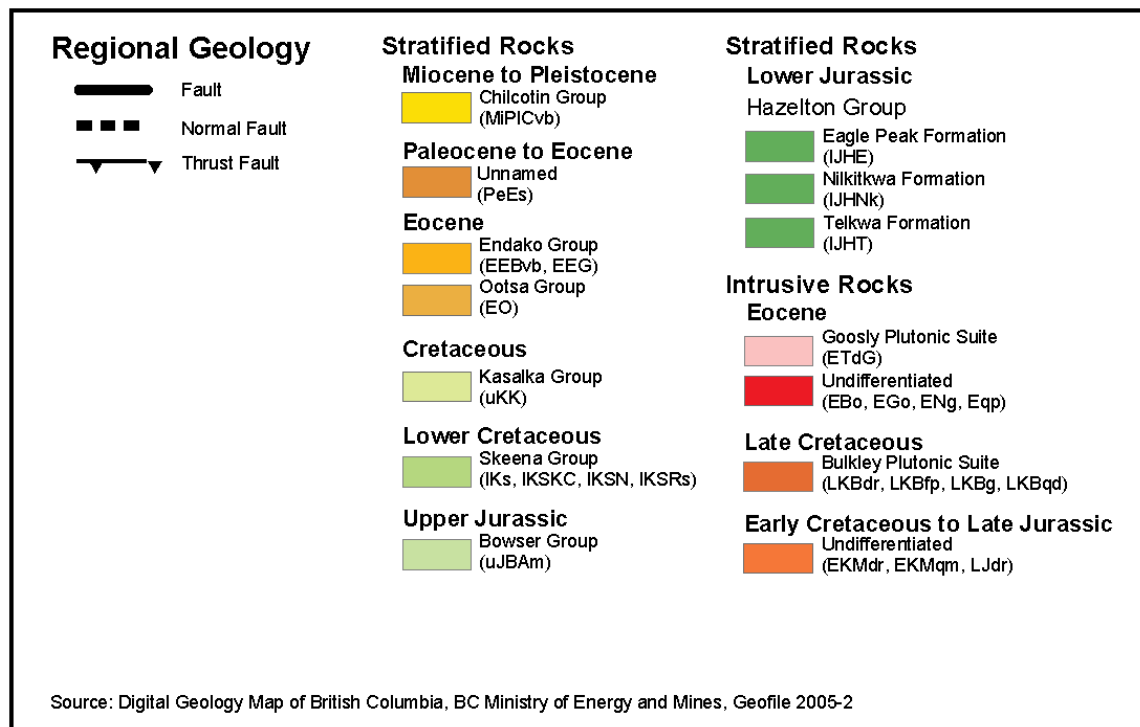 Regional Geology
Fault
Normal Fault
Thrust Fault
Stratified Rocks
Miocene to Pleistocene
Chilcotin Group
(MiPlCvb)
Paleocene to Eocene
Unnamed
(PeEs)
Eocene
Endako Group
(EEBvb, EEG)
Ootsa Group
(EO)
Cretaceous
Kasalka Group
(uKK)
Lower Cretaceous
Skeena Group
(lKs, lKSKC, lKSN, lKSRs)
Upper Jurassic
Bowser Group
(uJBAm)
Stratified Rocks
Lower Jurassic
Hazelton Group
Eagle Peak Formation
(lJHE)
Nilkitkwa Formation
(lJHNk)
Telkwa Formation
(lJHT)
Intrusive Rocks
Eocene
Goosly Plutonic Suite
(ETdG)
Undifferentiated
(EBo, EGo, ENg, Eqp)
Late Cretaceous
Bulkley Plutonic Suite
(LKBdr, LKBfp, LKBg, LKBqd)
Early Cretaceous to Late Jurassic
Undifferentiated
(EKMdr, EKMqm, LJdr)
Source: Digital Geology Map of British Columbia, BC Ministry of Energy and Mines, Geofile 2005-2